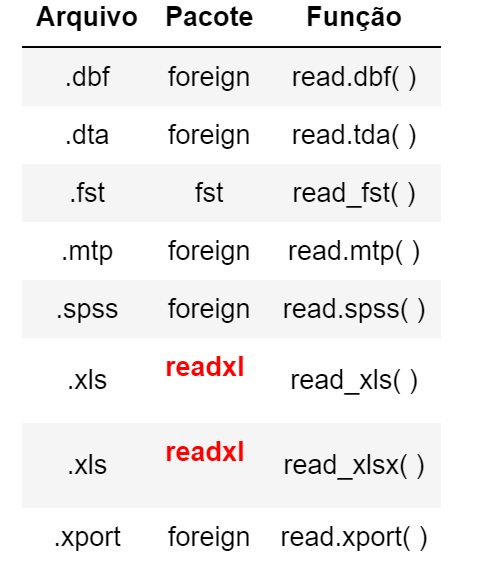 Arquivo Pacote Função
.dbf foreign read.dbf( )
.dta foreign read.tda( )
.fst fst read_fst( )
.mtp foreign read.mtp( )
.spss foreign read.spss( )
.xls readxl read_xls( )
.xls readxl read_xlsx( )
.xport foreign read.xport( )